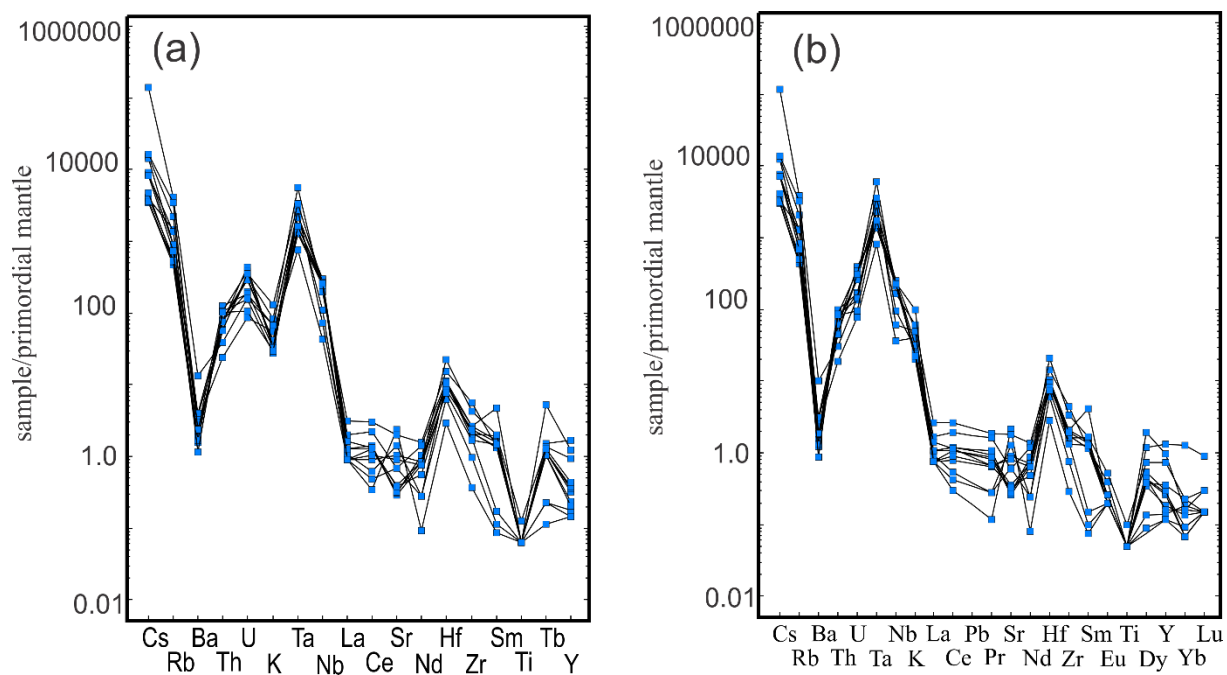 (a)
1000000
10000
100
1.0
0.01
sample/primordial mantle
Cs Ba U Ta La Sr Hf Sm Tb
Rb Th K Nb Ce Nd Zr Ti Y
(b)
1000000
10000
100
1.0
0.01
sample/primordial mantle
Cs Ba U Nb La Pb Sr Hf Sm Ti Y Lu
Rb Th Ta K Ce Pr Nd Zr Eu Dy Yb